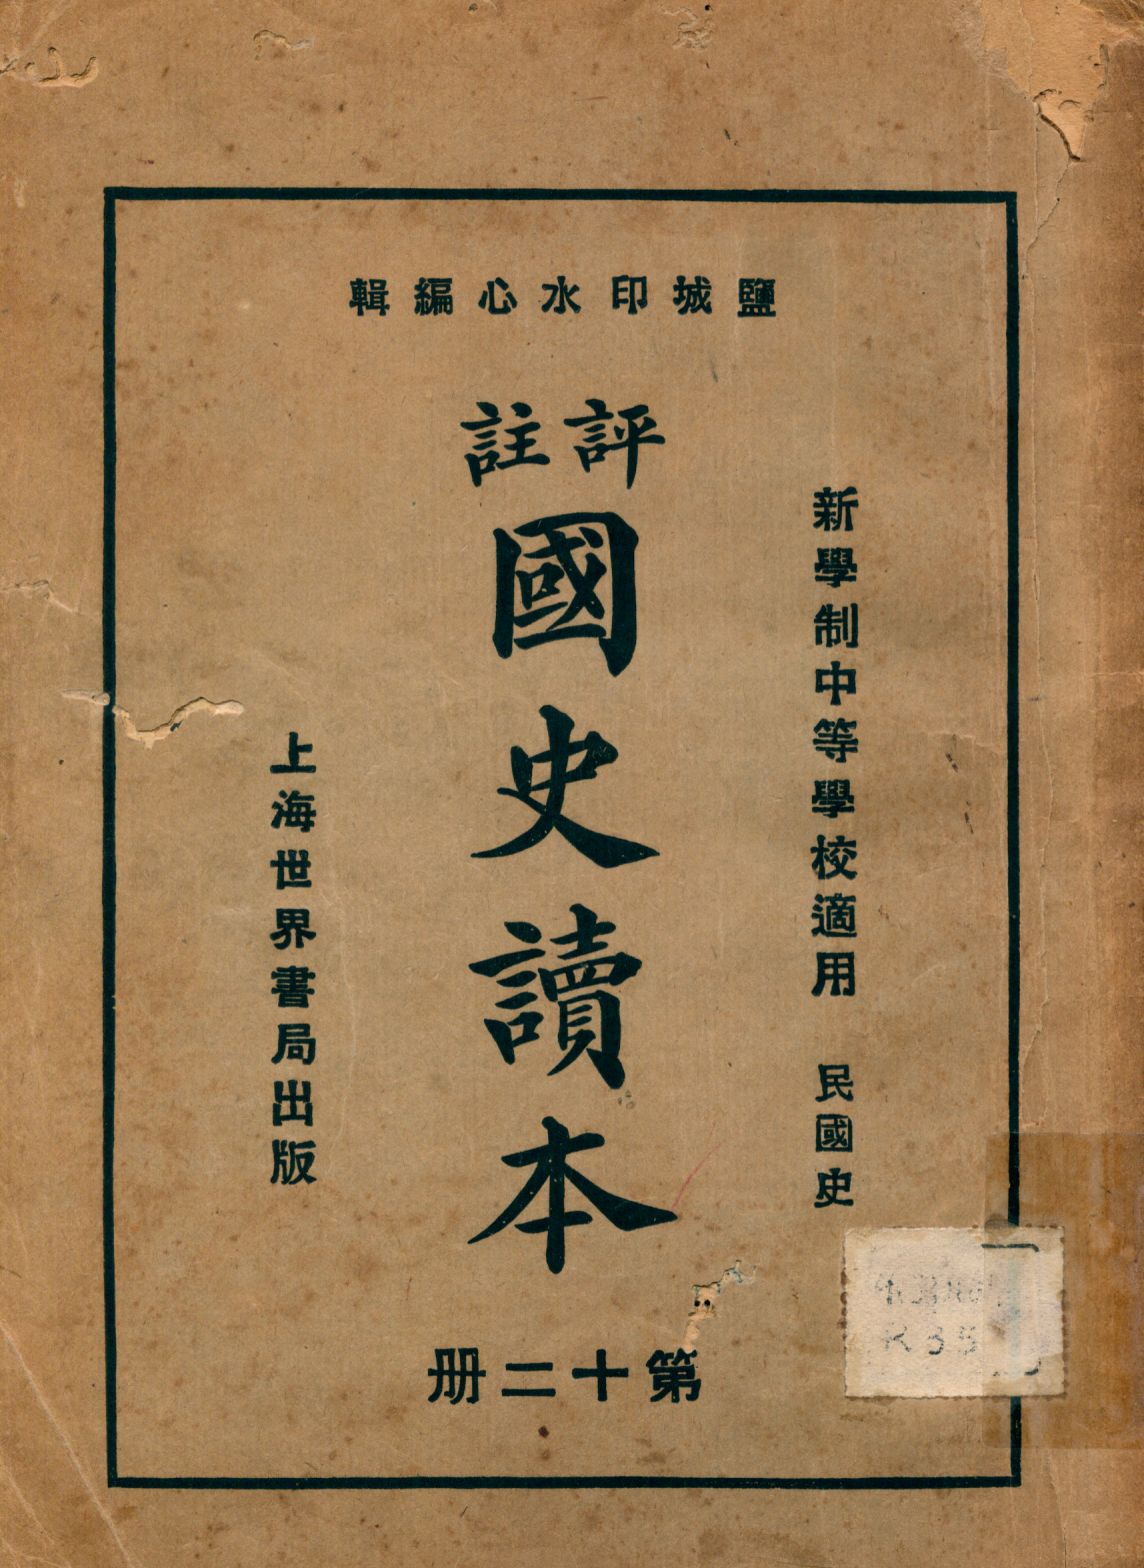 鹽城印水心編輯
新學制中等學校適用 民國史
評註
國史讀本
第十二册
上海世界書局出版